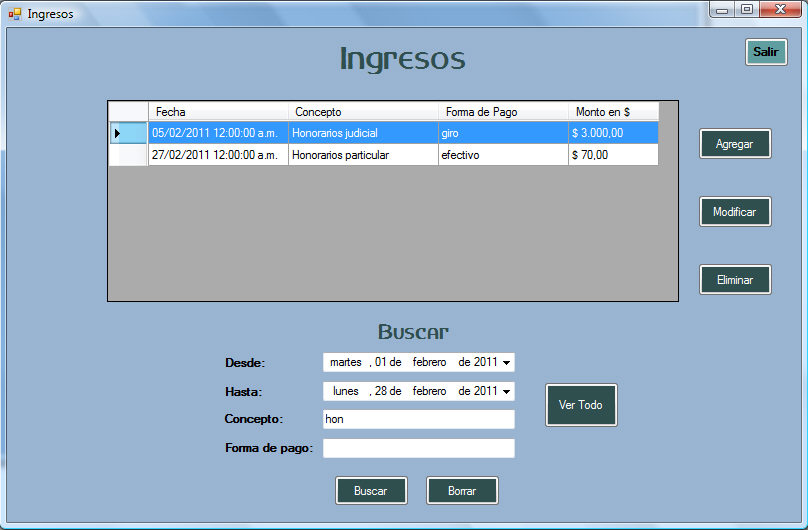 Ingresos
Ingresos
Salir
Fecha Concepto Forma de Pago Monto en $
05/02/2011 12:00:00 a.m. Honorarios judicial giro $ 3.000,00
27/02/2011 12:00:00 a.m. Honorarios particular efectivo $ 70,00
Agregar
Modificar
Eliminar
Buscar
Desde: martes , 01 de febrero de 2011
Hasta: lunes , 28 de febrero de 2011
Ver Todo
Concepto: hon
Forma de pago:
Buscar Borrar